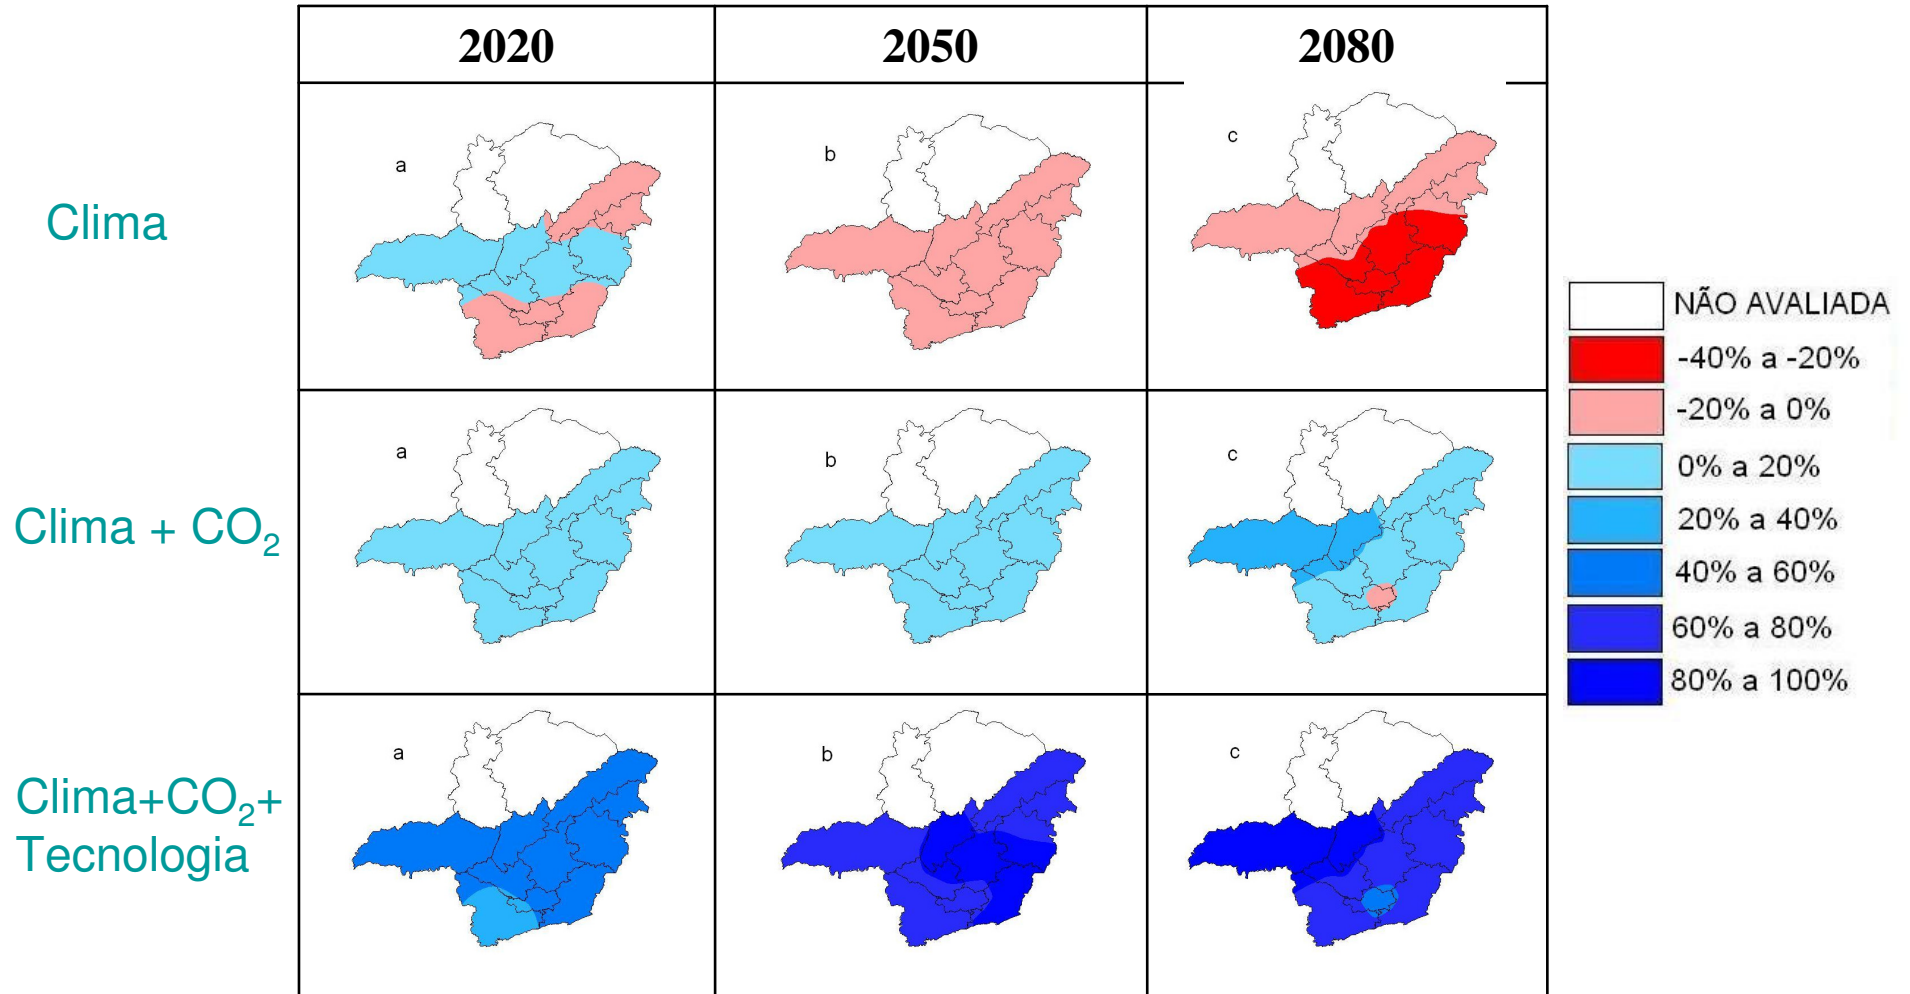 2020
2050
2080
Clima
a
b
c
Clima + CO₂
a
b
c
Clima+CO₂+
Tecnologia
a
b
c
NÃO AVALIADA
-40% a -20%
-20% a 0%
0% a 20%
20% a 40%
40% a 60%
60% a 80%
80% a 100%